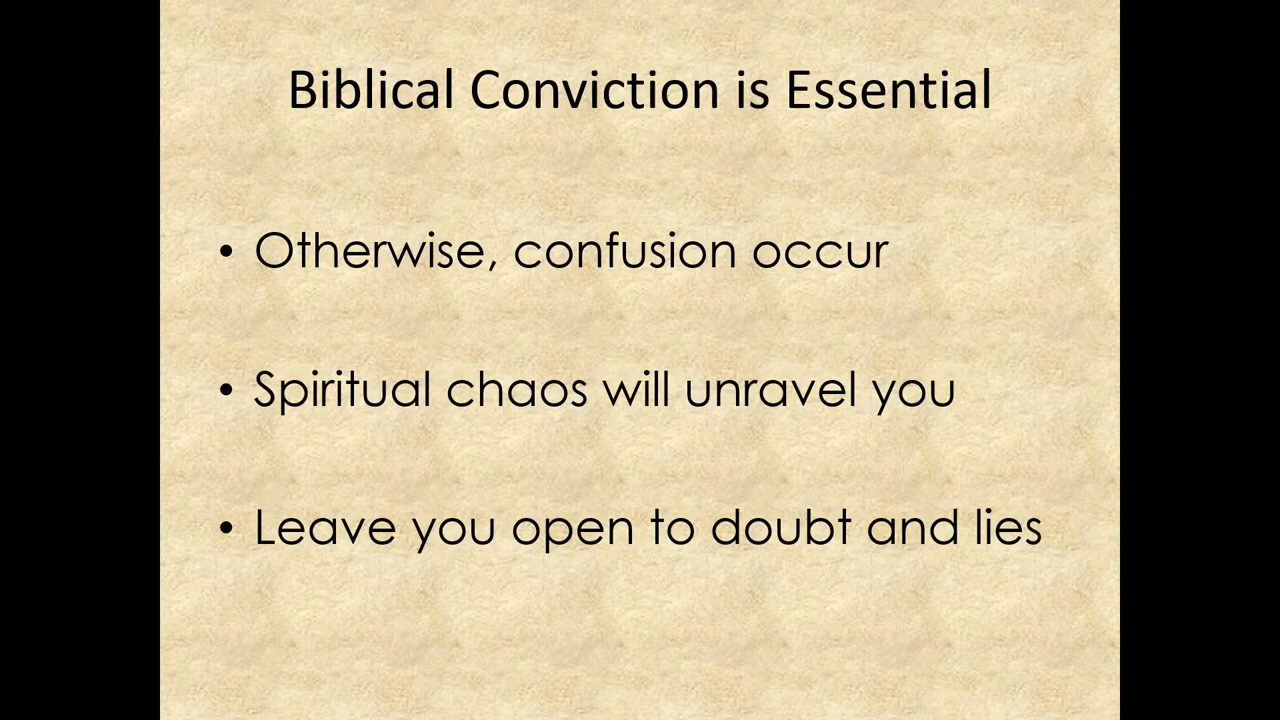 Biblical Conviction is Essential
• Otherwise, confusion occur
• Spiritual chaos will unravel you
• Leave you open to doubt and lies